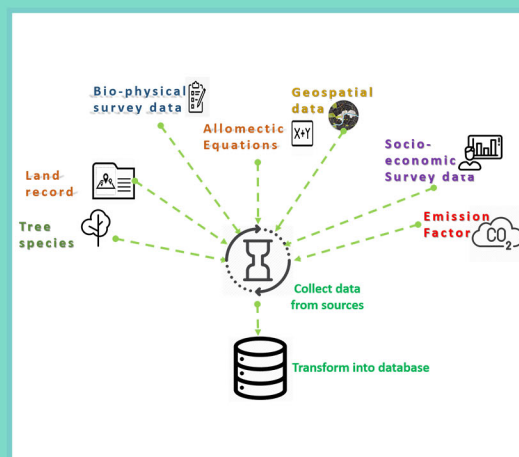 Bio-physical
survey data
Geospatial
data
Allomectic
Equations
X+Y
Socio-
economic
Survey data
Land
record
Tree
species
Emission
Factor
CO2
Collect data
from sources
Transform into database